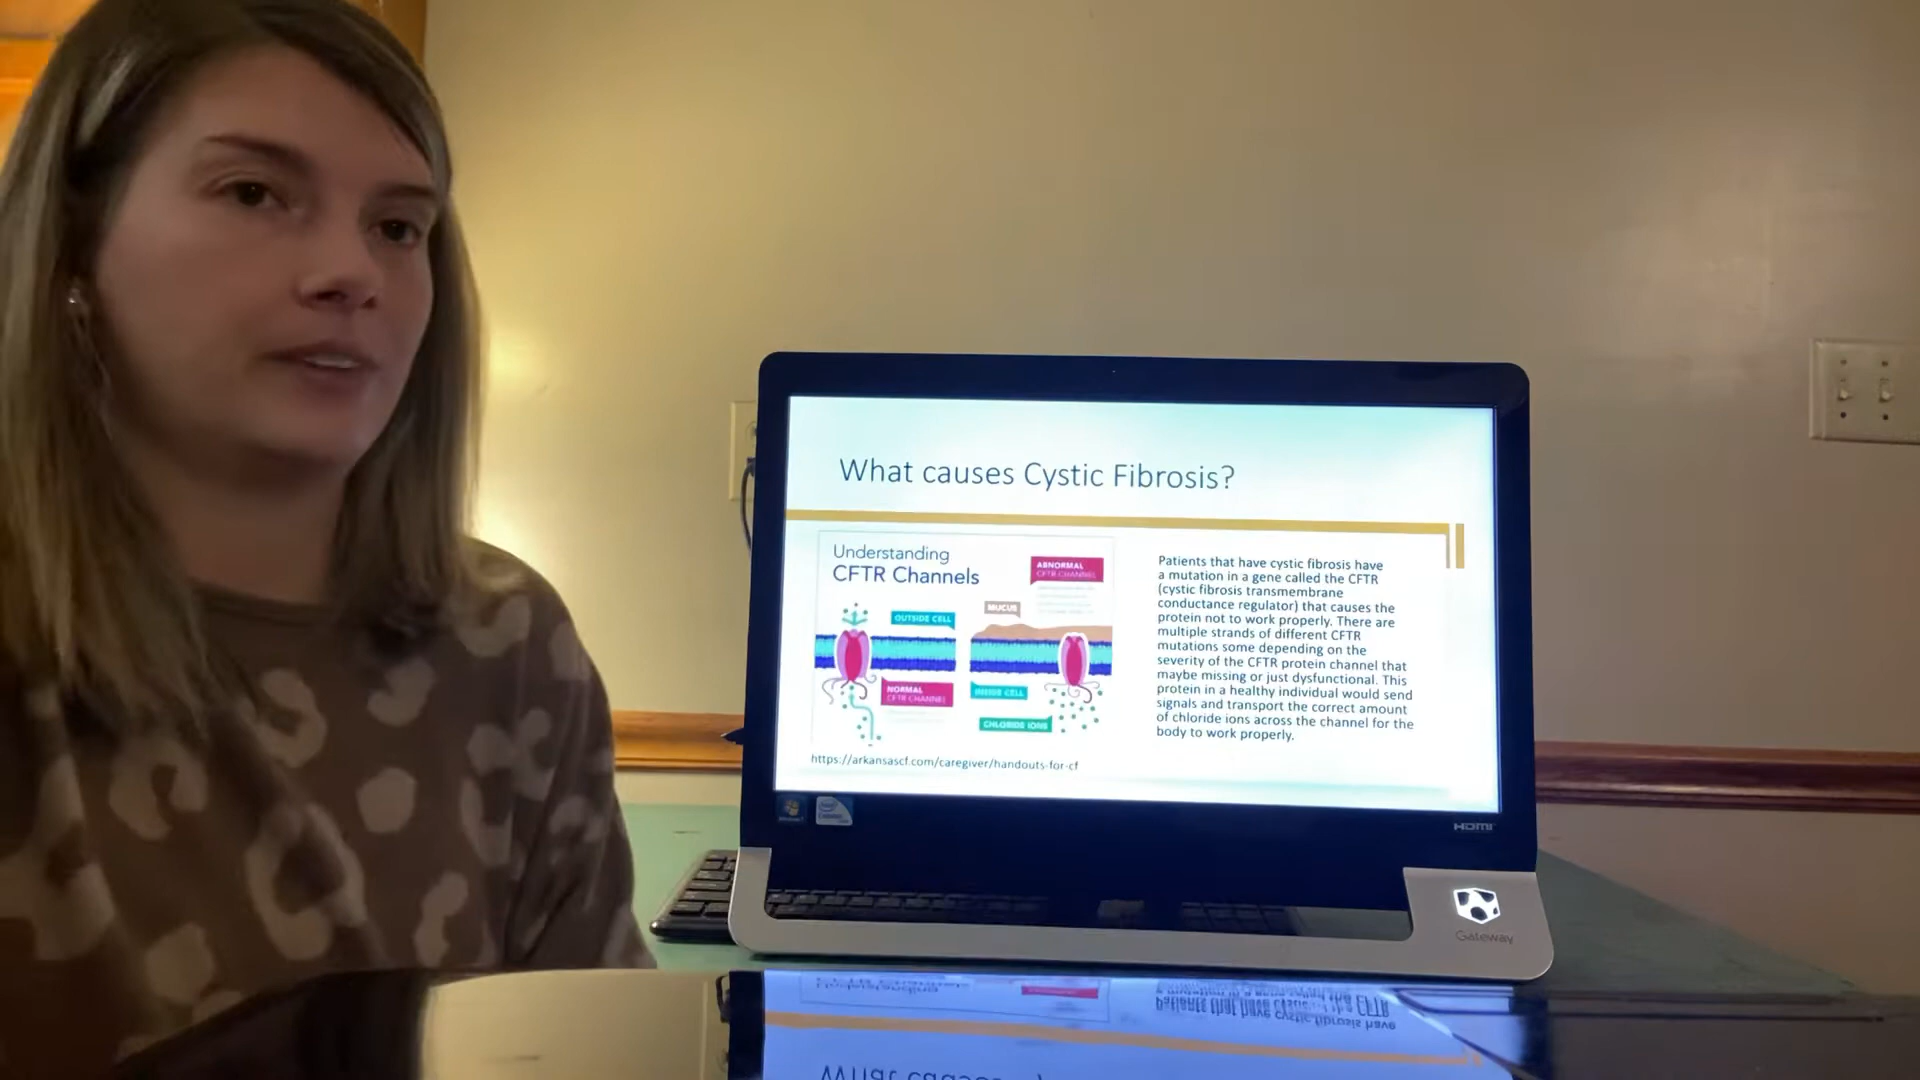 What causes Cystic Fibrosis?
Understanding
CFTR Channels
ABNORMAL
CFTR CHANNEL
MUCUS
OUTSIDE CELL
NORMAL
CFTR CHANNEL
INSIDE CELL
CHLORIDE IONS
https://arkansascf.com/caregiver/handouts-for-cf
Patients that have cystic fibrosis have
a mutation in a gene called the CFTR
(cystic fibrosis transmembrane
conductance regulator) that causes the
protein not to work properly. There are
multiple strands of different CFTR
mutations some depending on the
severity of the CFTR protein channel that
maybe missing or just dysfunctional. This
protein in a healthy individual would send
signals and transport the correct amount
of chloride ions across the channel for the
body to work properly.
HDMI
Gateway